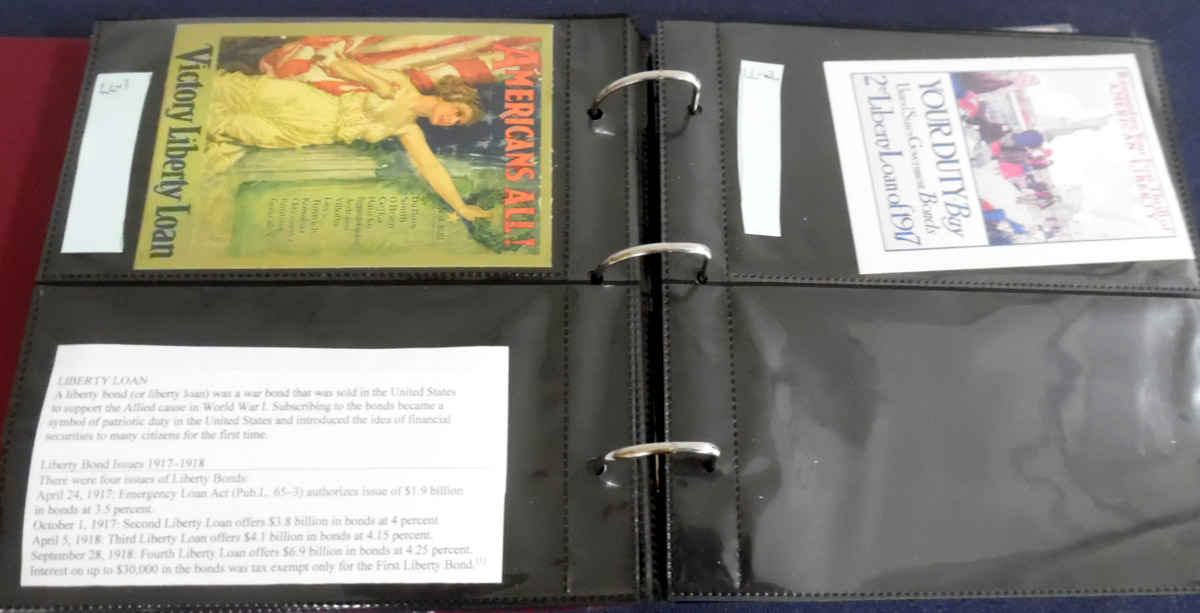 AMERICANS ALL!
Du Bois
Smith
O'Brien
Cejka
Haucke
Pappandrikopolous
Andrassi
Villotto
Levy
Turovich
Kowalski
Chriczanevicz
Knutson
Gonzales
Victory Liberty Loan
LIBERTY LOAN
A liberty bond (or liberty loan) was a war bond that was sold in the United States
to support the Allied cause in World War I. Subscribing to the bonds became a
symbol of patriotic duty in the United States and introduced the idea of financial
securities to many citizens for the first time.
Liberty Bond Issues 1917–1918
There were four issues of Liberty Bonds:
April 24, 1917: Emergency Loan Act (Pub.L. 65–3) authorizes issue of $1.9 billion
in bonds at 3.5 percent.
October 1, 1917: Second Liberty Loan offers $3.8 billion in bonds at 4 percent
April 5, 1918: Third Liberty Loan offers $4.1 billion in bonds at 4.15 percent.
September 28, 1918: Fourth Liberty Loan offers $6.9 billion in bonds at 4.25 percent.
Interest on up to $30,000 in the bonds was tax exempt only for the First Liberty Bond.[1]
Remember Your First Thrill of
AMERICAN LIBERTY
YOUR DUTY-Buy
United States Government Bonds
2nd Liberty Loan of 1917